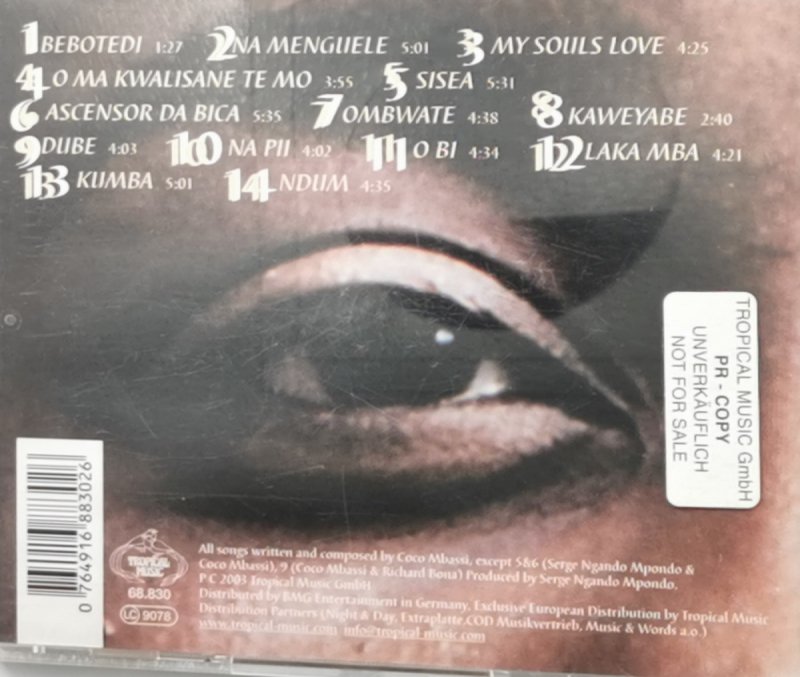 1 BEBOTEDI 1:27 2 NA MENGUELE 5:01 3 MY SOULS LOVE 4:25
4 O MA KWALISANE TE MO 3:55 5 SISEA 5:31
6 ASCENSOR DA BICA 5:35 7 OMBWATE 4:38 8 KAWEYABE 2:40
9 DUBE 4:03 10 NA PII 4:02 11 O BI 4:34 12 LAKA MBA 4:21
13 KUMBA 5:01 14 NDUM 4:35
TROPICAL MUSIC GmbH
PR - COPY
UNVERKÄUFLICH
NOT FOR SALE
0 764916 883026
TROPICAL
MUSIC
68.830
LC 9078
All songs written and composed by Coco Mbassi, except 5&6 (Serge Ngando Mpondo &
Coco Mbassi), 9 (Coco Mbassi & Richard Bona) Produced by Serge Ngando Mpondo.
P C 2003 Tropical Music GmbH
Distributed by BMG Entertainment in Germany, Exclusive European Distribution by Tropical Music
Distribution Partners (Night & Day, Extraplatte,COD Musikvertrieb, Music & Words a.o.)
www.tropical-music.com info@tropical-music.com